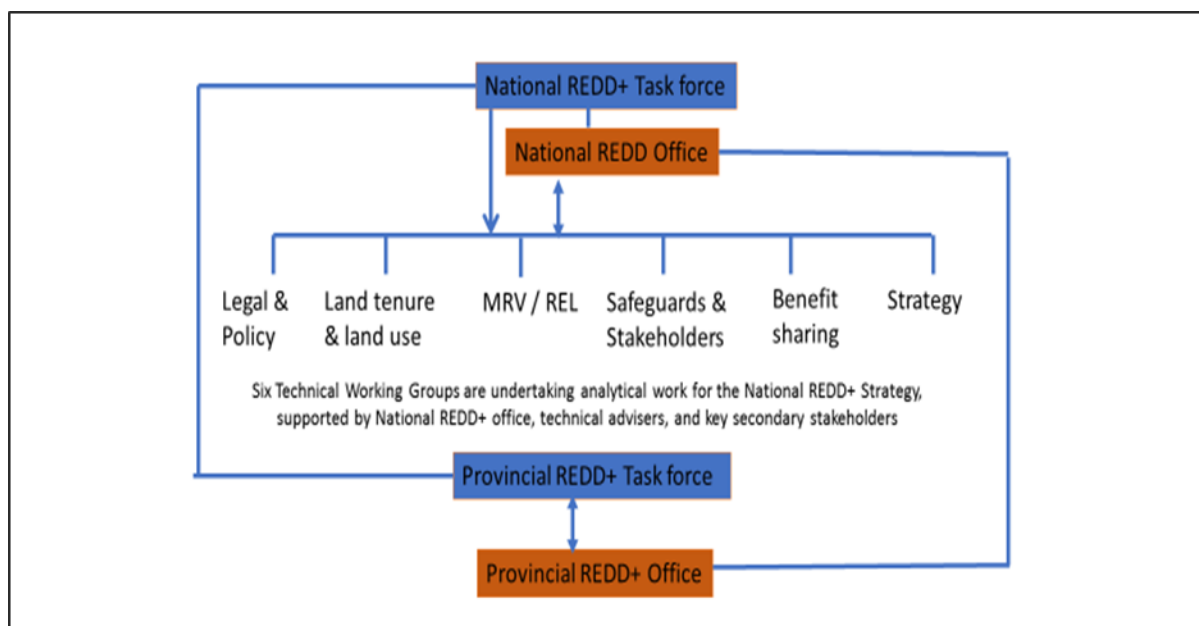 National REDD+ Task force
National REDD Office
Legal &
Policy
Land tenure
& land use
MRV / REL
Safeguards &
Stakeholders
Benefit
sharing
Strategy
Six Technical Working Groups are undertaking analytical work for the National REDD+ Strategy,
supported by National REDD+ office, technical advisers, and key secondary stakeholders
Provincial REDD+ Task force
Provincial REDD+ Office